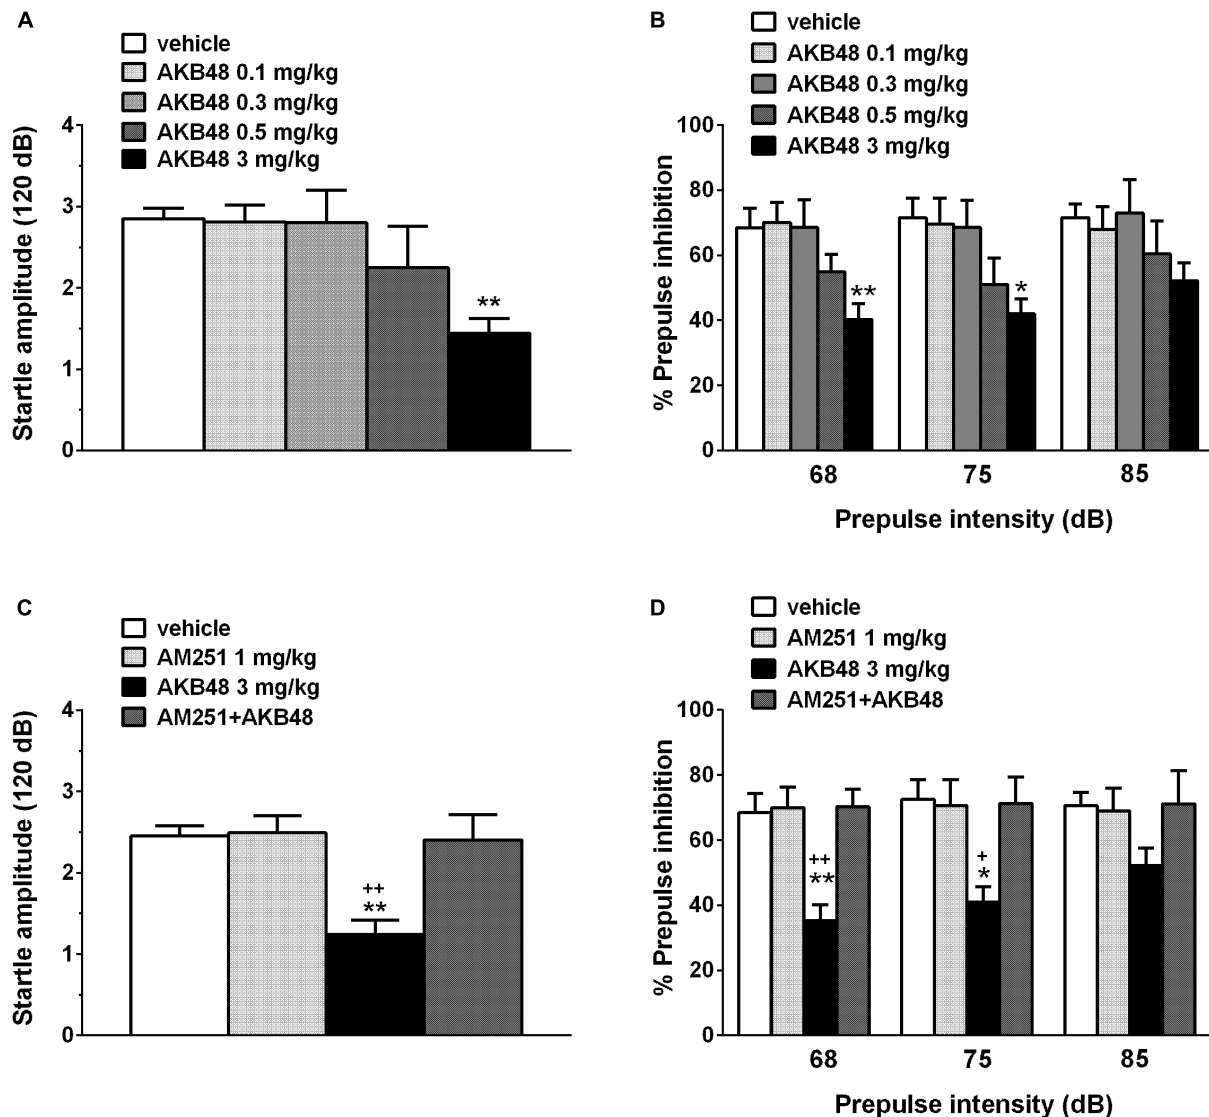 A
vehicle
AKB48 0.1 mg/kg
AKB48 0.3 mg/kg
AKB48 0.5 mg/kg
AKB48 3 mg/kg
Startle amplitude (120 dB)
4
3
2
1
0
**
B
vehicle
AKB48 0.1 mg/kg
AKB48 0.3 mg/kg
AKB48 0.5 mg/kg
AKB48 3 mg/kg
% Prepulse inhibition
100
80
60
40
20
0
** *
68 75 85
Prepulse intensity (dB)
C
vehicle
AM251 1 mg/kg
AKB48 3 mg/kg
AM251+AKB48
Startle amplitude (120 dB)
4
3
2
1
0
++
**
D
vehicle
AM251 1 mg/kg
AKB48 3 mg/kg
AM251+AKB48
% Prepulse inhibition
100
80
60
40
20
0
++ +
** *
68 75 85
Prepulse intensity (dB)